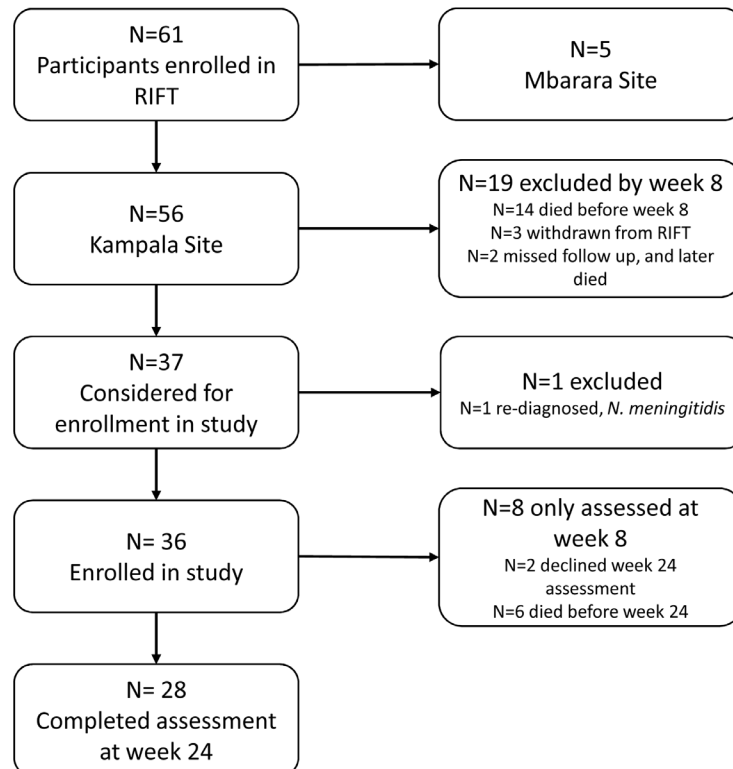 N=61
Participants enrolled in
RIFT
N=5
Mbarara Site
N=56
Kampala Site
N=19 excluded by week 8
N=14 died before week 8
N=3 withdrawn from RIFT
N=2 missed follow up, and later
died
N=37
Considered for
enrollment in study
N=1 excluded
N=1 re-diagnosed, N. meningitidis
N= 36
Enrolled in study
N=8 only assessed at
week 8
N=2 declined week 24
assessment
N=6 died before week 24
N= 28
Completed assessment
at week 24